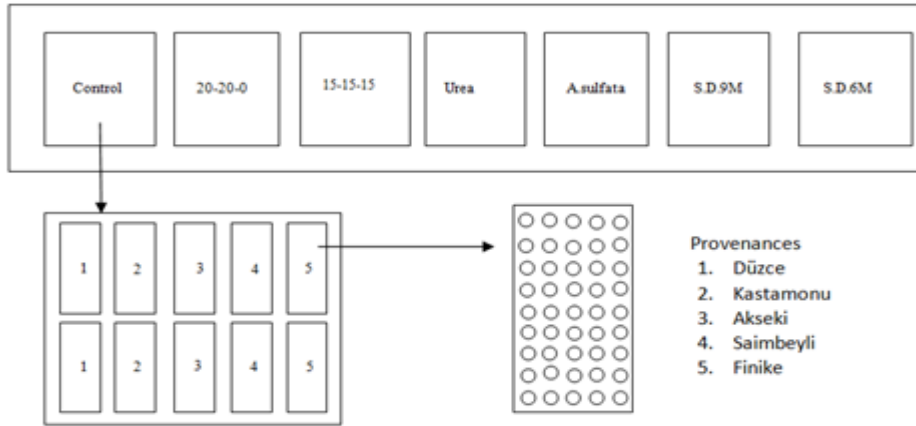 Control 20-20-0 15-15-15 Urea A.sulfata S.D.9M S.D.6M
1 2 3 4 5
1 2 3 4 5
Provenances
1. Düzce
2. Kastamonu
3. Akseki
4. Saimbeyli
5. Finike